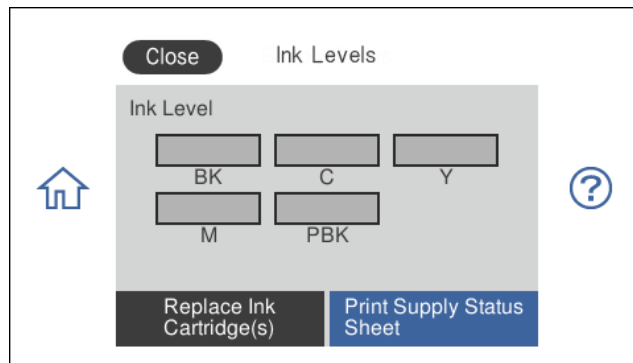 Close
Ink Levels
Ink Level
BK
C
Y
M
PBK
Replace Ink
Cartridge(s)
Print Supply Status
Sheet
?